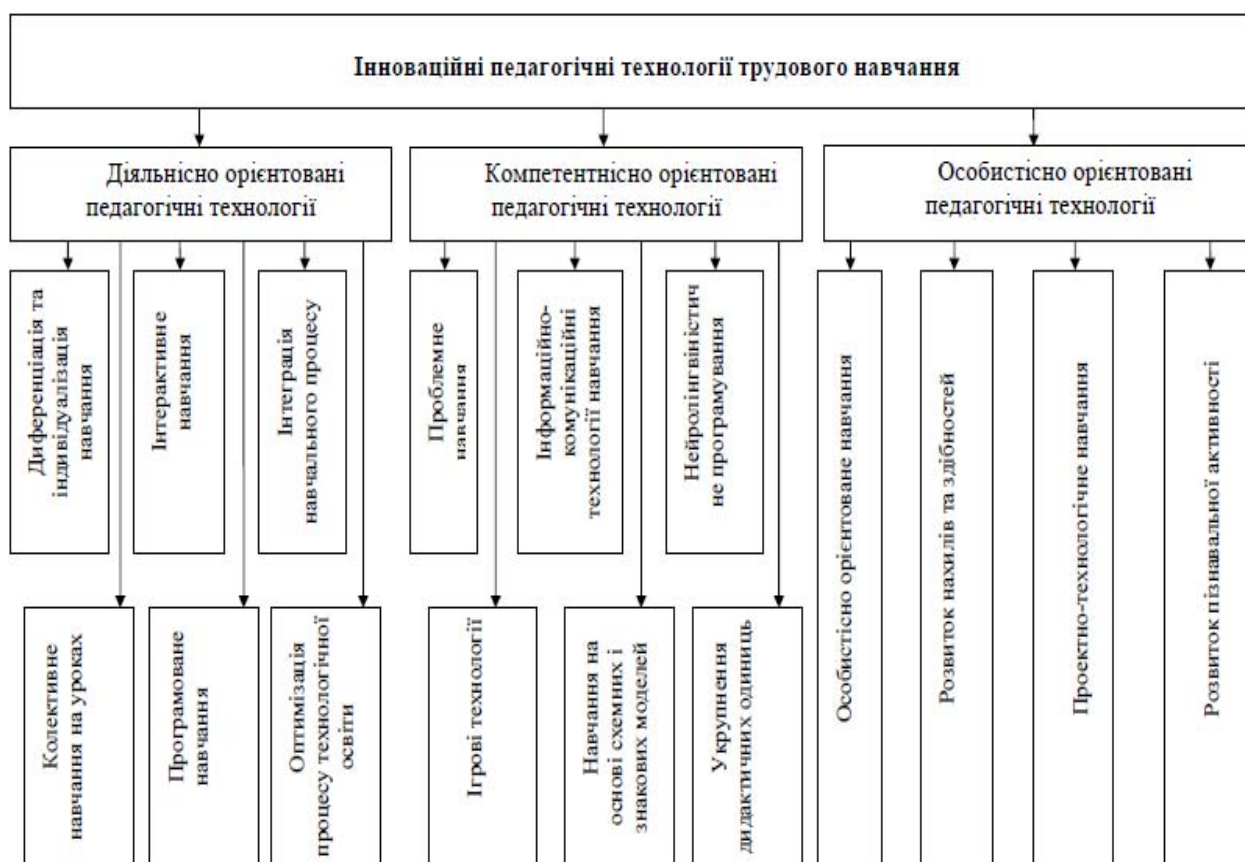 Інноваційні педагогічні технології трудового навчання
Діяльнісно орієнтовані
педагогічні технології
Компетентнісно орієнтовані
педагогічні технології
Особистісно орієнтовані
педагогічні технології
Диференціація та
індивідуалізація
навчання
Інтерактивне
навчання
Інтеграція
навчального процесу
Проблемне
навчання
Інформаційно-
комунікаційні
технології навчання
Нейролінгвістич
не програмування
Особистісно орієнтоване навчання
Розвиток нахилів та здібностей
Проектно-технологічне навчання
Розвиток пізнавальної активності
Колективне
навчання на уроках
Програмоване
навчання
Оптимізація
процесу технологічної
освіти
Ігрові технології
Навчання на
основі схемних і
знакових моделей
Укрупнення
дидактичних одиниць